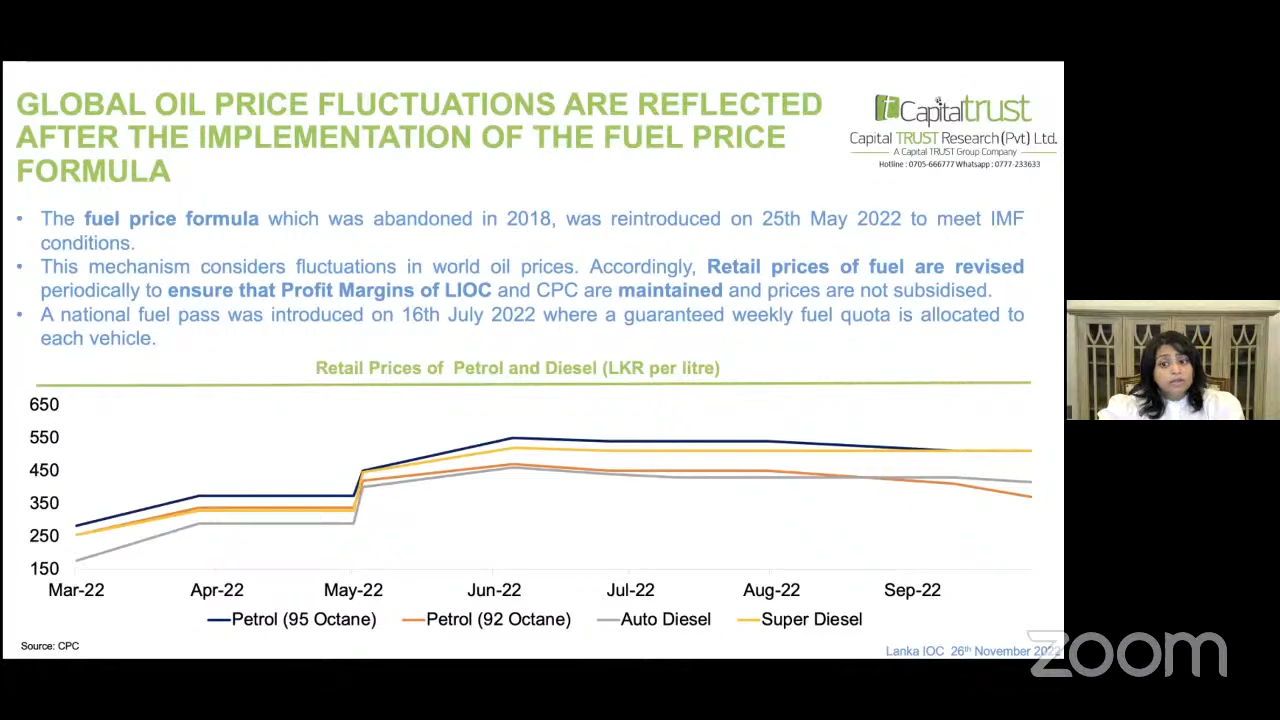 GLOBAL OIL PRICE FLUCTUATIONS ARE REFLECTED
AFTER THE IMPLEMENTATION OF THE FUEL PRICE
FORMULA
Capitaltrust
Capital TRUST Research (Pvt) Ltd.
A Capital TRUST Group Company
Hotline : 0705-666777 Whatsapp : 0777-233633
• The fuel price formula which was abandoned in 2018, was reintroduced on 25th May 2022 to meet IMF
conditions.
• This mechanism considers fluctuations in world oil prices. Accordingly, Retail prices of fuel are revised
periodically to ensure that Profit Margins of LIOC and CPC are maintained and prices are not subsidised.
• A national fuel pass was introduced on 16th July 2022 where a guaranteed weekly fuel quota is allocated to
each vehicle.
Retail Prices of Petrol and Diesel (LKR per litre)
650
550
450
350
250
150
Mar-22 Apr-22 May-22 Jun-22 Jul-22 Aug-22 Sep-22
Petrol (95 Octane) Petrol (92 Octane) Auto Diesel Super Diesel
Source: CPC
Lanka IOC 26th November 2022
zoom